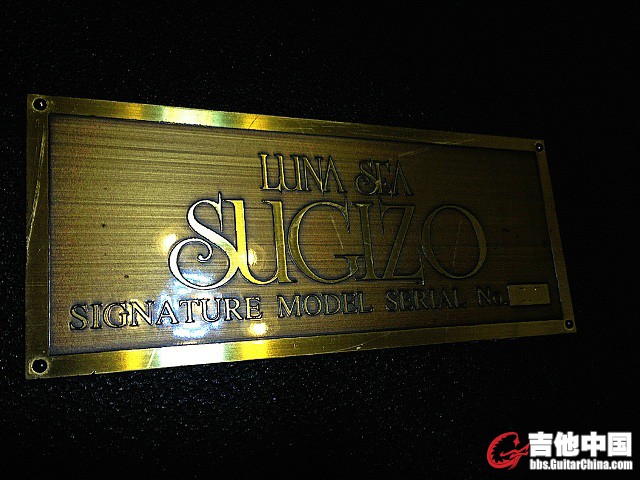 LUNA SEA
SUGIZO
SIGNATURE MODEL SERIAL No.
吉他中国
bbs.GuitarChina.com